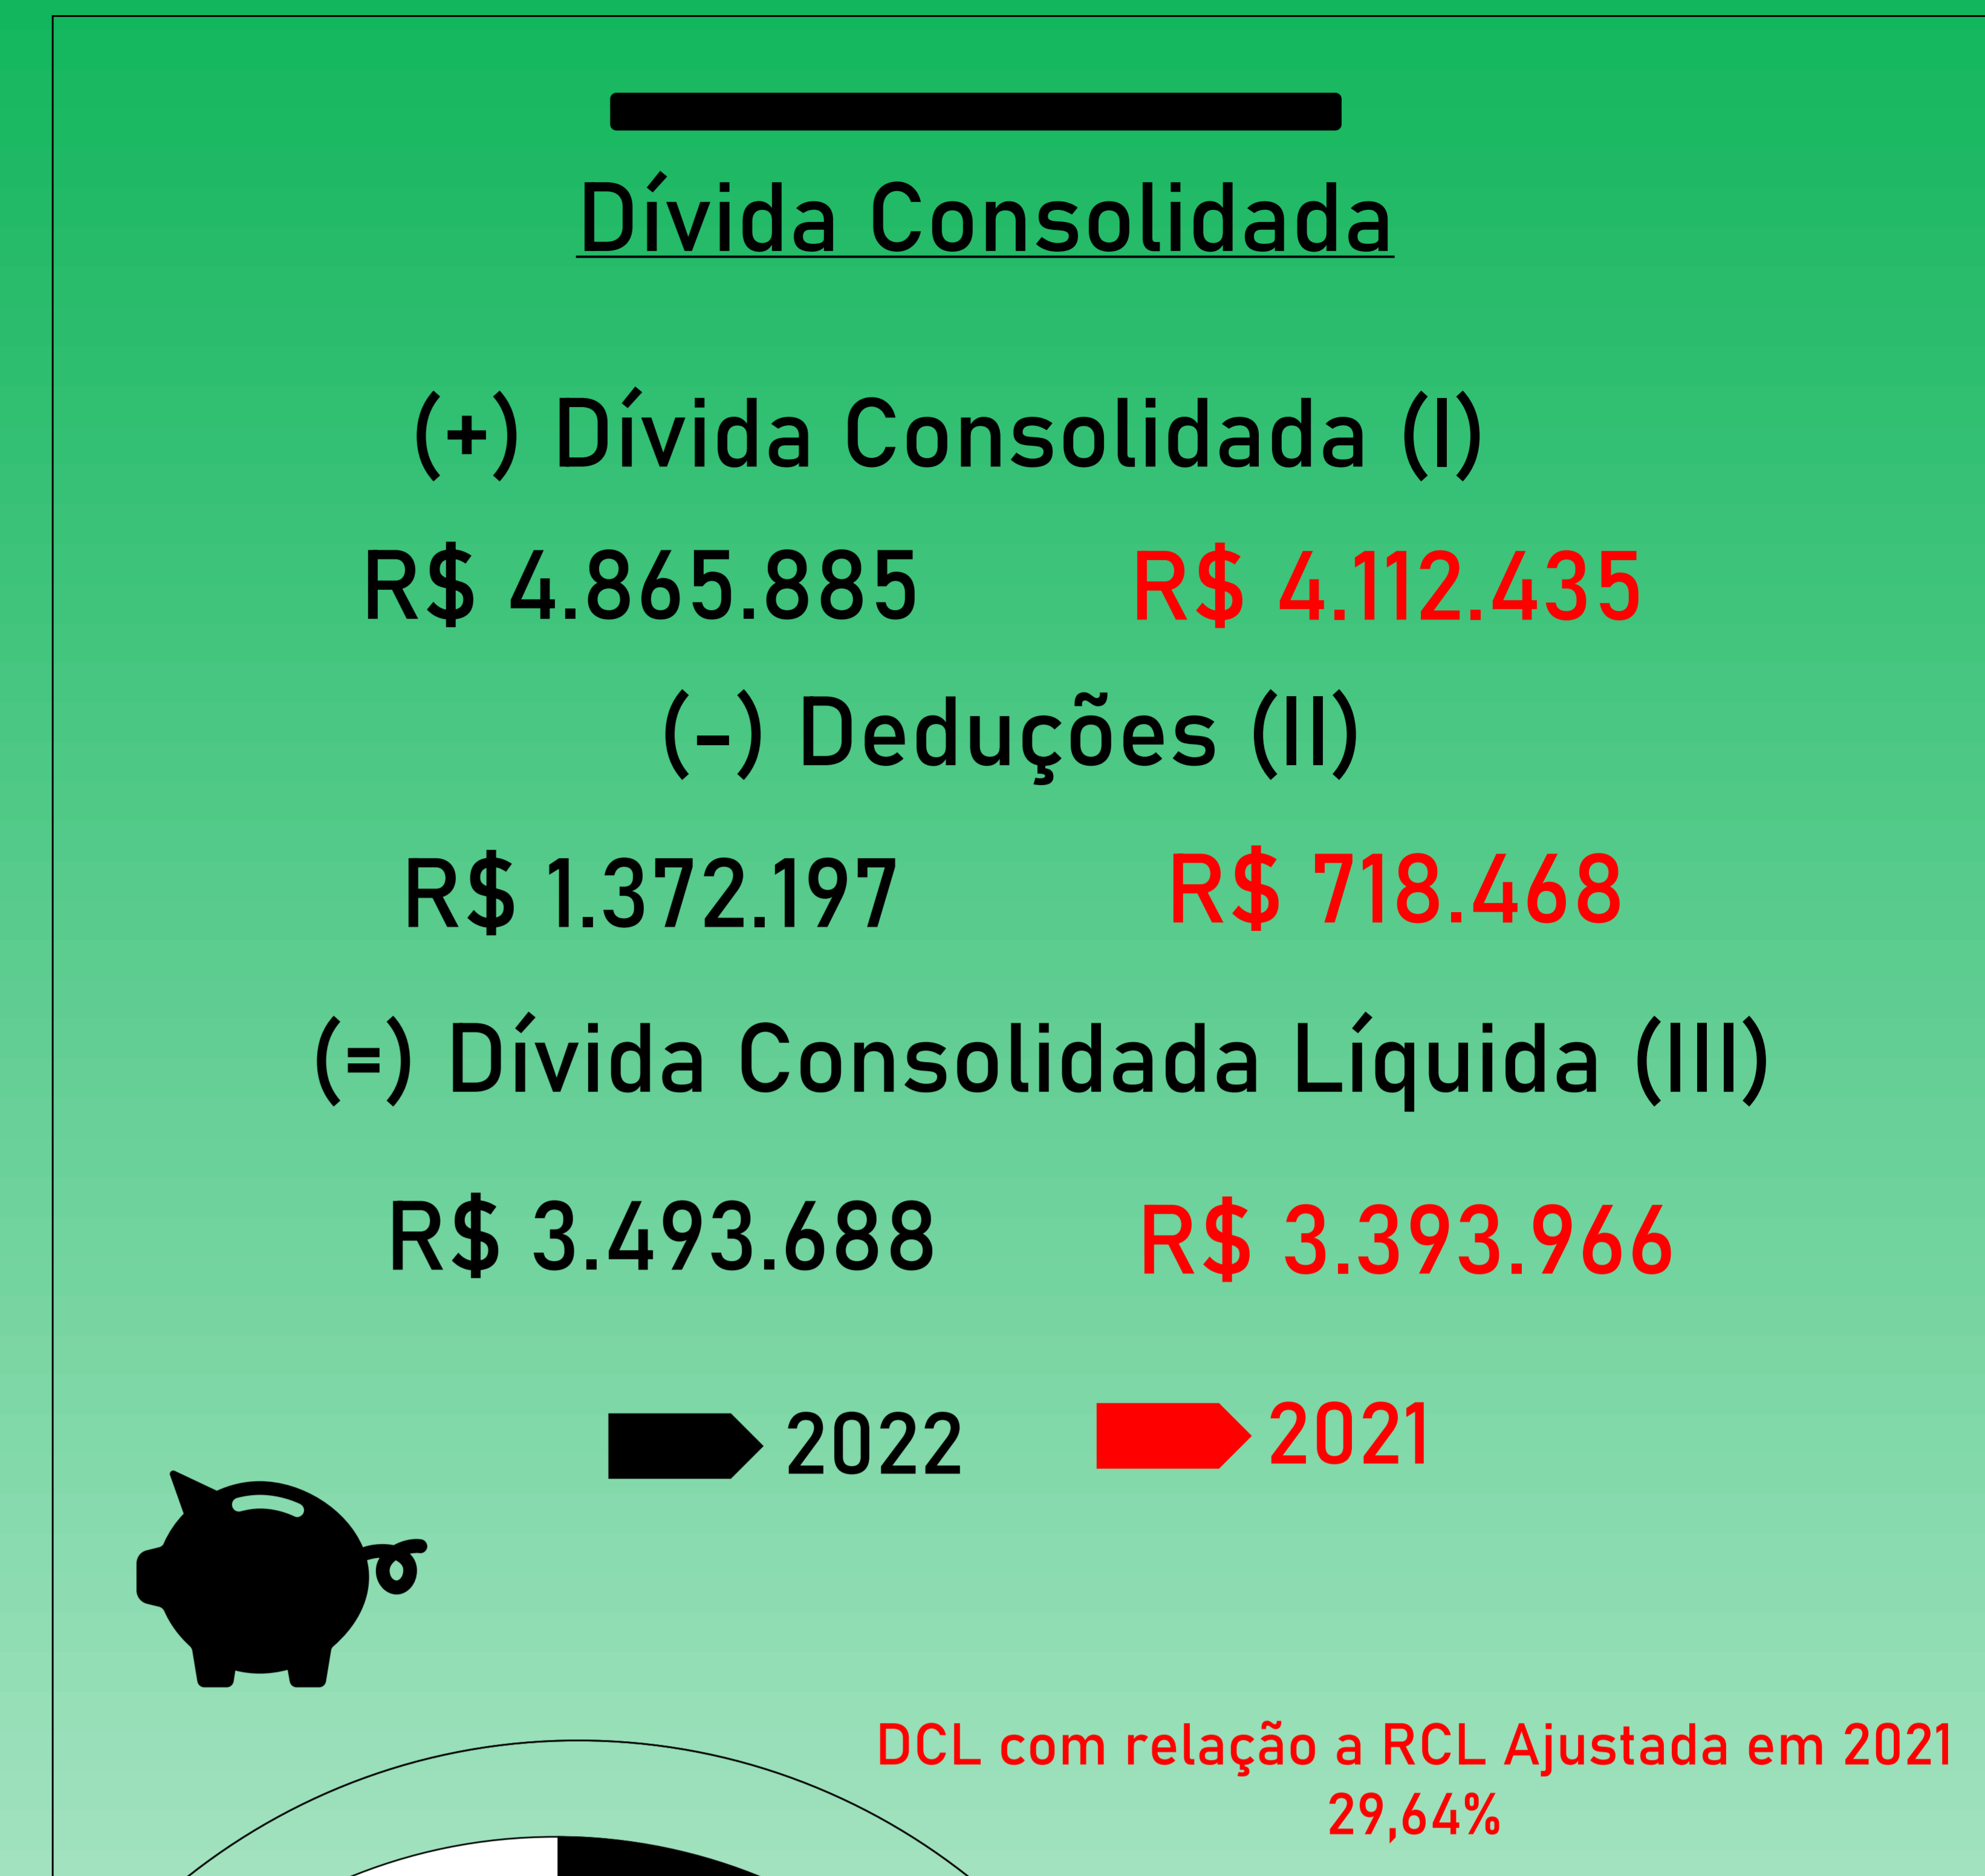 Dívida Consolidada
(+) Dívida Consolidada (I)
R$ 4.865.885 R$ 4.112.435
(-) Deduções (II)
R$ 1.372.197 R$ 718.468
(=) Dívida Consolidada Líquida (III)
R$ 3.493.688 R$ 3.393.966
2022 2021
DCL com relação a RCL Ajustada em 2021
29,64%